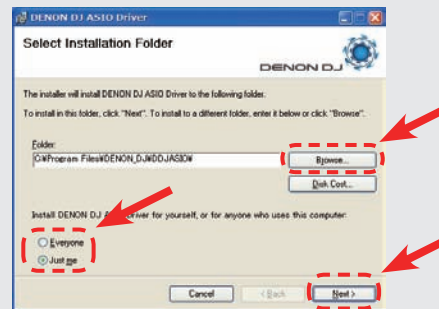 DENON DJ ASIO Driver
Select Installation Folder
DENON DJ
The installer will install DENON DJ ASIO Driver to the following folder.
To install in this folder, click "Next". To install to a different folder, enter it below or click "Browse".
Folder:
C:¥Program Files¥DENON_DJ¥DDJASIO¥
Browse...
Disk Cost...
Install DENON DJ ASIO Driver for yourself, or for anyone who uses this computer:
Everyone
Just me
Cancel
< Back
Next >